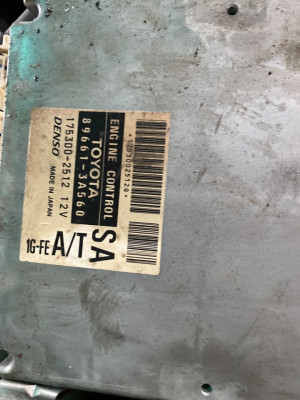 ENGINE CONTROL
TOYOTA
89661-3A560
175300-2512 12V
DENSO MADE IN JAPAN
1G-FE A/T SA